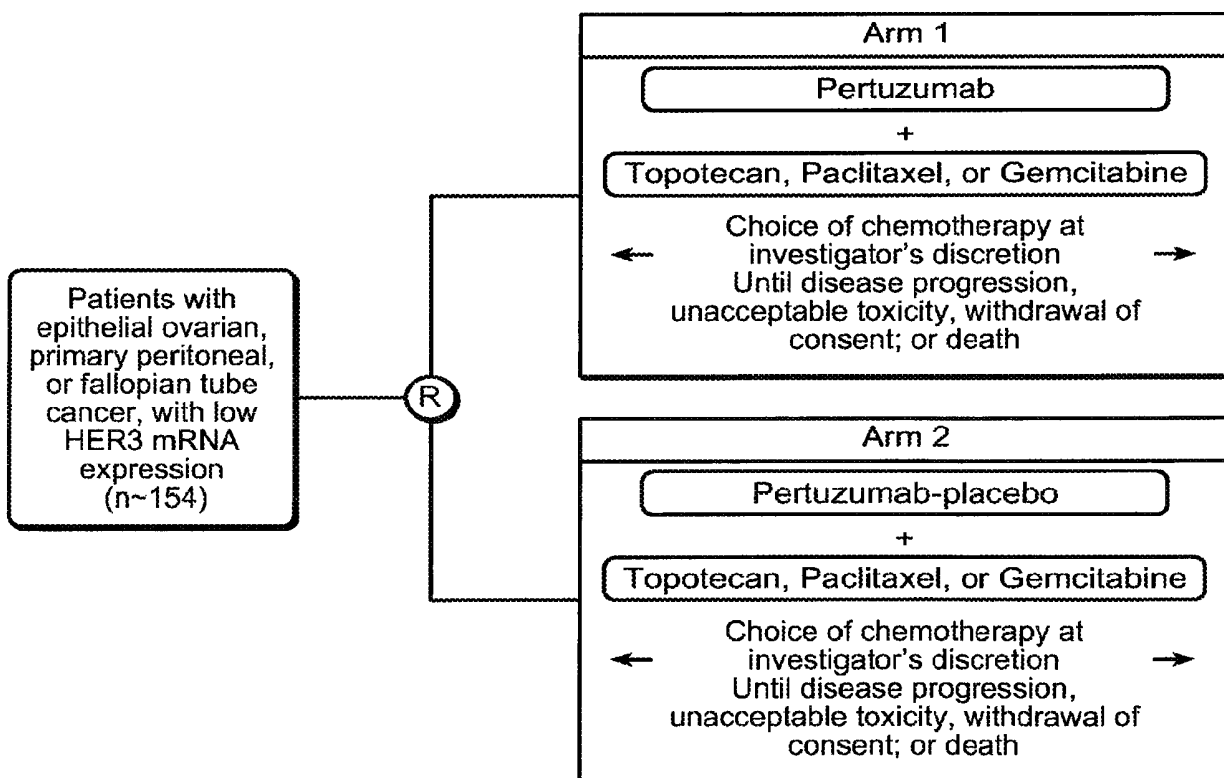 Patients with
epithelial ovarian,
primary peritoneal,
or fallopian tube
cancer, with low
HER3 mRNA
expression
(n~154)
R
Arm 1
Pertuzumab
+
Topotecan, Paclitaxel, or Gemcitabine
Choice of chemotherapy at
investigator's discretion
Until disease progression,
unacceptable toxicity, withdrawal of
consent; or death
Arm 2
Pertuzumab-placebo
+
Topotecan, Paclitaxel, or Gemcitabine
Choice of chemotherapy at
investigator's discretion
Until disease progression,
unacceptable toxicity, withdrawal of
consent; or death